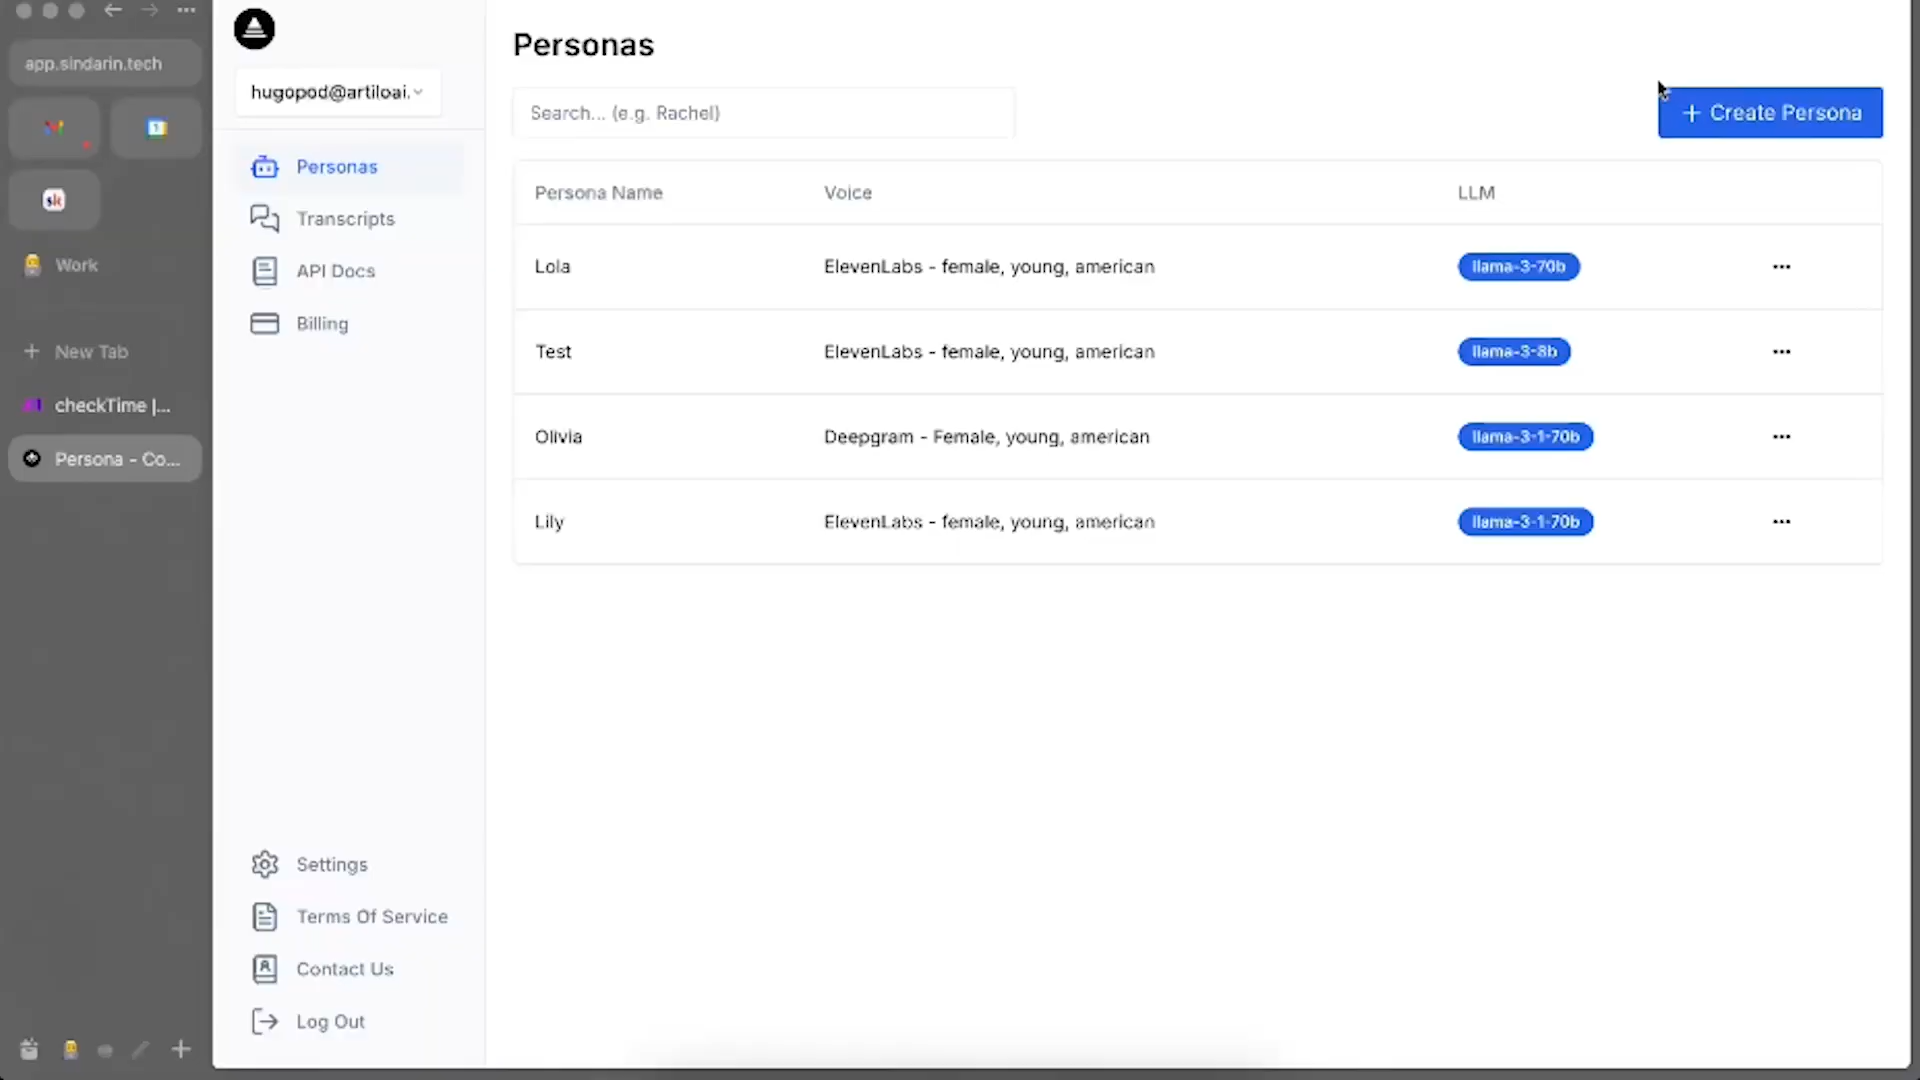 app.sindarin.tech
Work
New Tab
checkTime |...
Persona - Co...
hugopod@artiloai.
Personas
Transcripts
API Docs
Billing
Settings
Terms Of Service
Contact Us
Log Out
Personas
Search... (e.g. Rachel)
+ Create Persona
Persona Name Voice LLM
Lola ElevenLabs - female, young, american llama-3-70b ...
Test ElevenLabs - female, young, american llama-3-8b ...
Olivia Deepgram - Female, young, american llama-3-1-70b ...
Lily ElevenLabs - female, young, american llama-3-1-70b ...